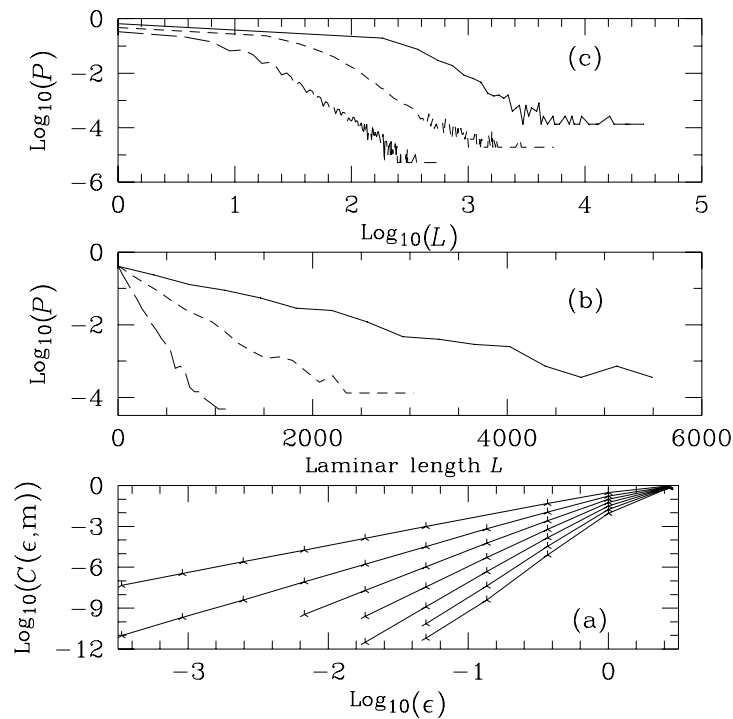 0
−2
−4
−6
Log10(P)
(c)
0 1 2 3 4 5
Log10(L)
0
−2
−4
Log10(P)
(b)
0 2000 4000 6000
Laminar length L
0
−3
−6
−9
−12
Log10(C(ϵ,m))
(a)
−3 −2 −1 0
Log10(ϵ)